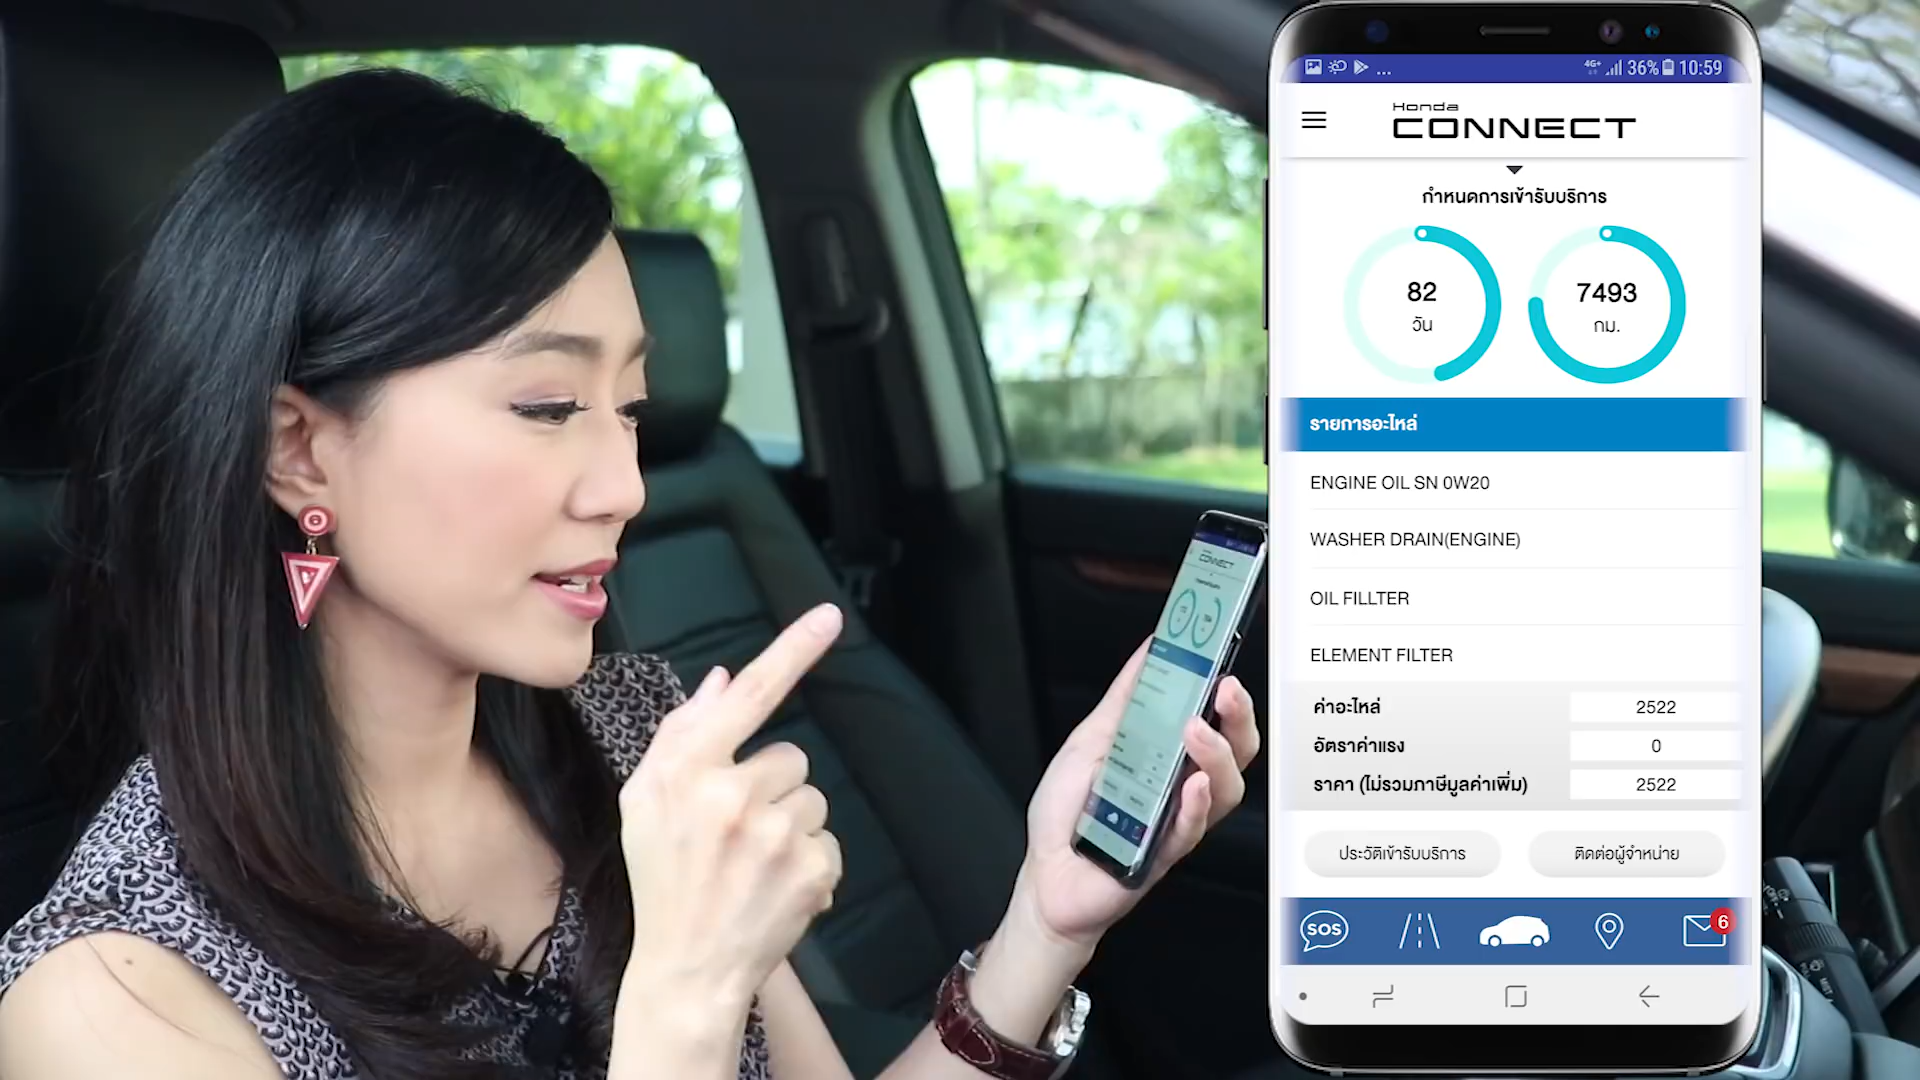 ... 4G+ 36% 10:59
Honda
CONNECT
กำหนดการเข้ารับบริการ
82
วัน
7493
กม.
รายการอะไหล่
ENGINE OIL SN 0W20
WASHER DRAIN(ENGINE)
OIL FILLTER
ELEMENT FILTER
ค่าอะไหล่ 2522
อัตราค่าแรง 0
ราคา (ไม่รวมภาษีมูลค่าเพิ่ม) 2522
ประวัติเข้ารับบริการ
ติดต่อผู้จำหน่าย
SOS
6
CONNECT
MIST